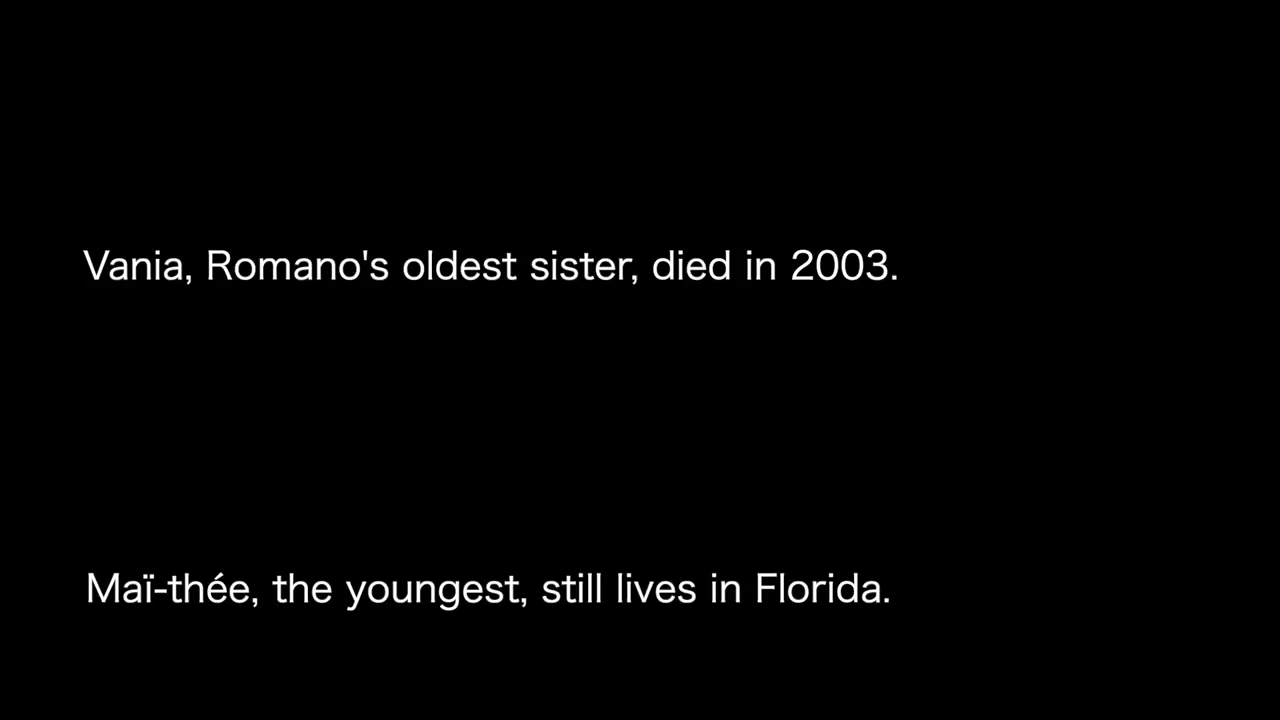 Vania, Romano's oldest sister, died in 2003.
Maï-thée, the youngest, still lives in Florida.